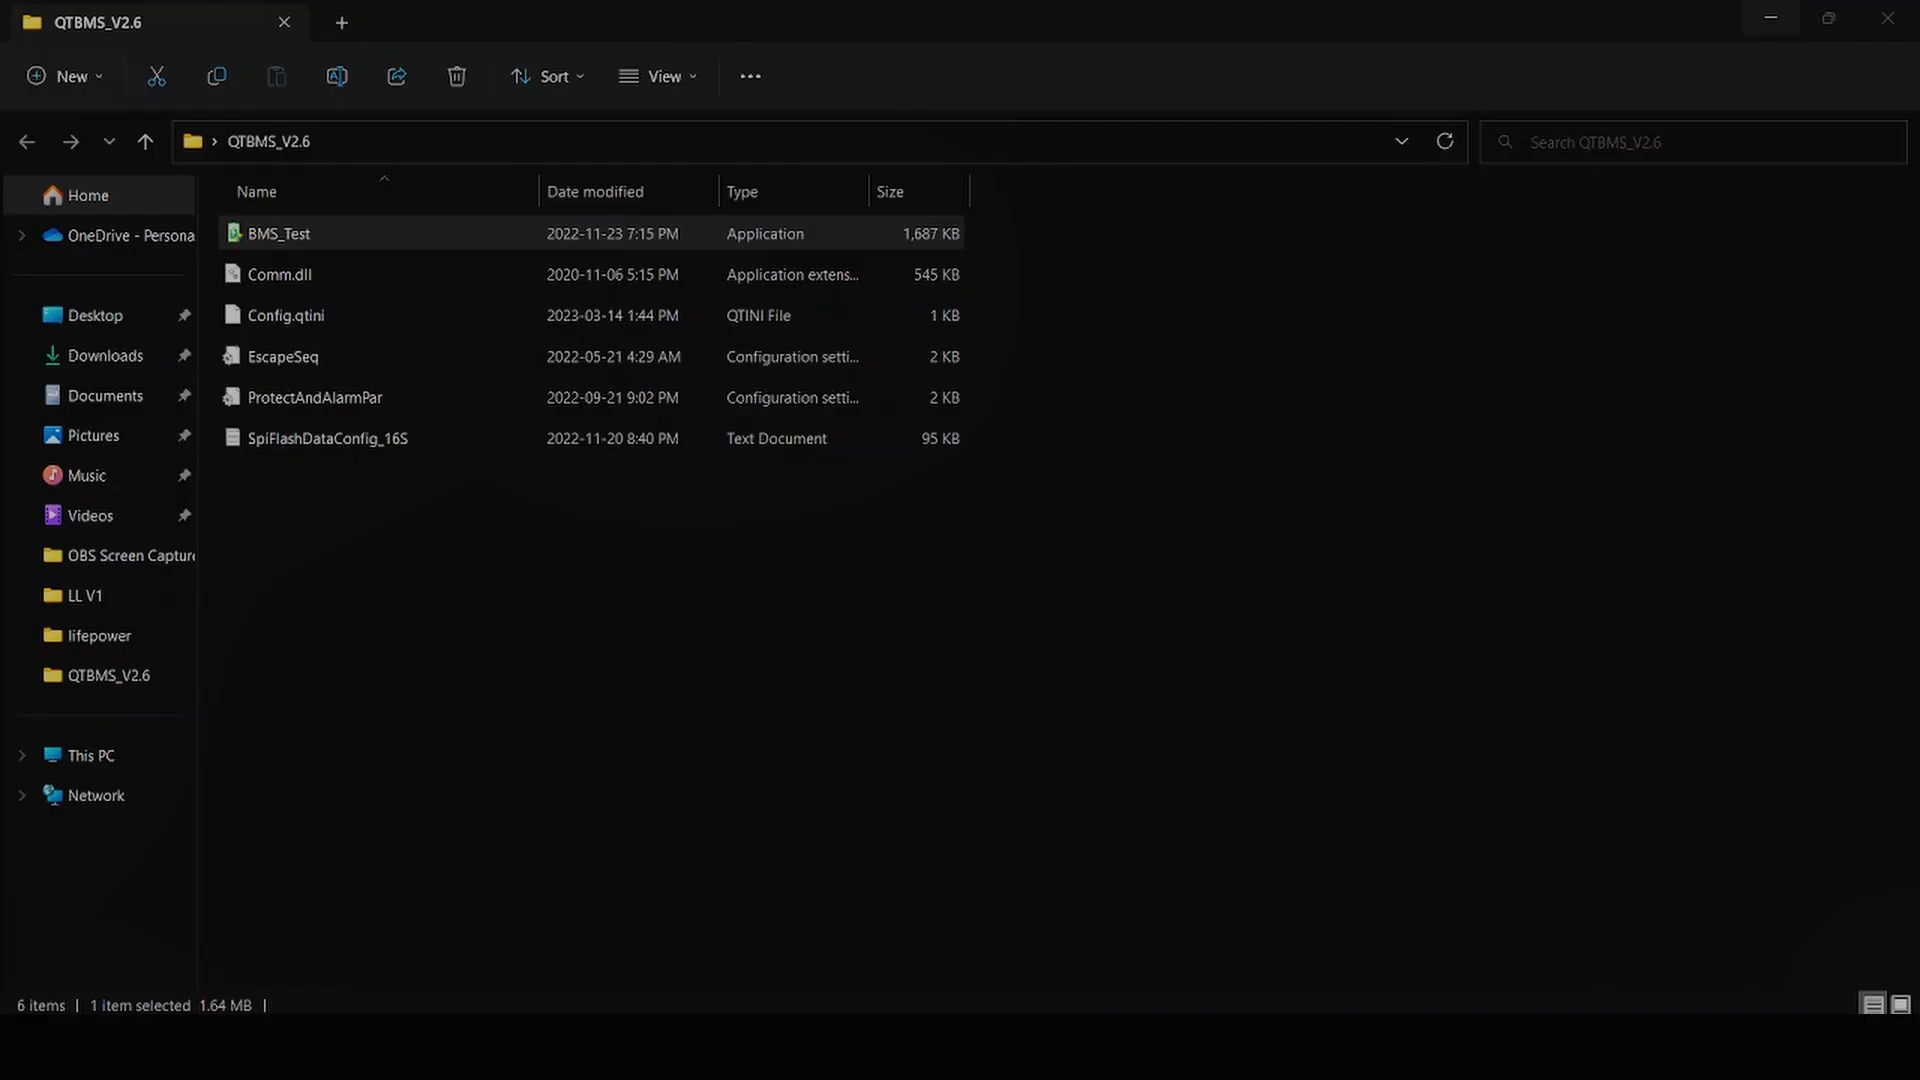 QTBMS_V2.6
New Sort View
QTBMS_V2.6 Search QTBMS_V2.6
Name Date modified Type Size
Home
OneDrive - Persona
Desktop
Downloads
Documents
Pictures
Music
Videos
OBS Screen Capture
LL V1
lifepower
QTBMS_V2.6
This PC
Network
BMS_Test 2022-11-23 7:15 PM Application 1,687 KB
Comm.dll 2020-11-06 5:15 PM Application extens... 545 KB
Config.qtini 2023-03-14 1:44 PM QTINI File 1 KB
EscapeSeq 2022-05-21 4:29 AM Configuration setti... 2 KB
ProtectAndAlarmPar 2022-09-21 9:02 PM Configuration setti... 2 KB
SpiFlashDataConfig_16S 2022-11-20 8:40 PM Text Document 95 KB
6 items 1 item selected 1.64 MB